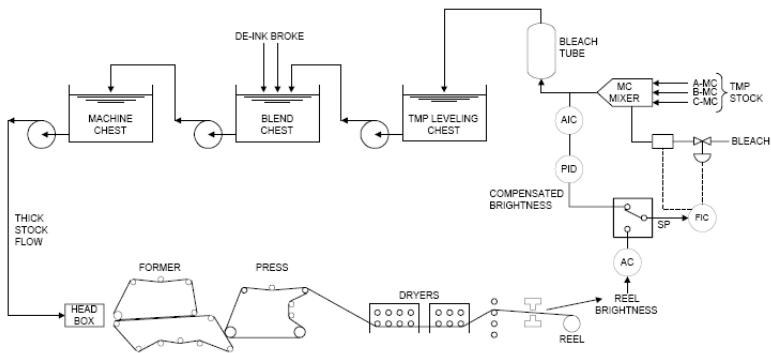 DE-INK BROKE
BLEACH
TUBE
MC
MIXER
A-MC
B-MC
C-MC
TMP
STOCK
MACHINE
CHEST
BLEND
CHEST
TMP LEVELING
CHEST
AIC
BLEACH
PID
COMPENSATED
BRIGHTNESS
SP
FIC
THICK
STOCK
FLOW
AC
FORMER
PRESS
DRYERS
HEAD
BOX
REEL
BRIGHTNESS
REEL